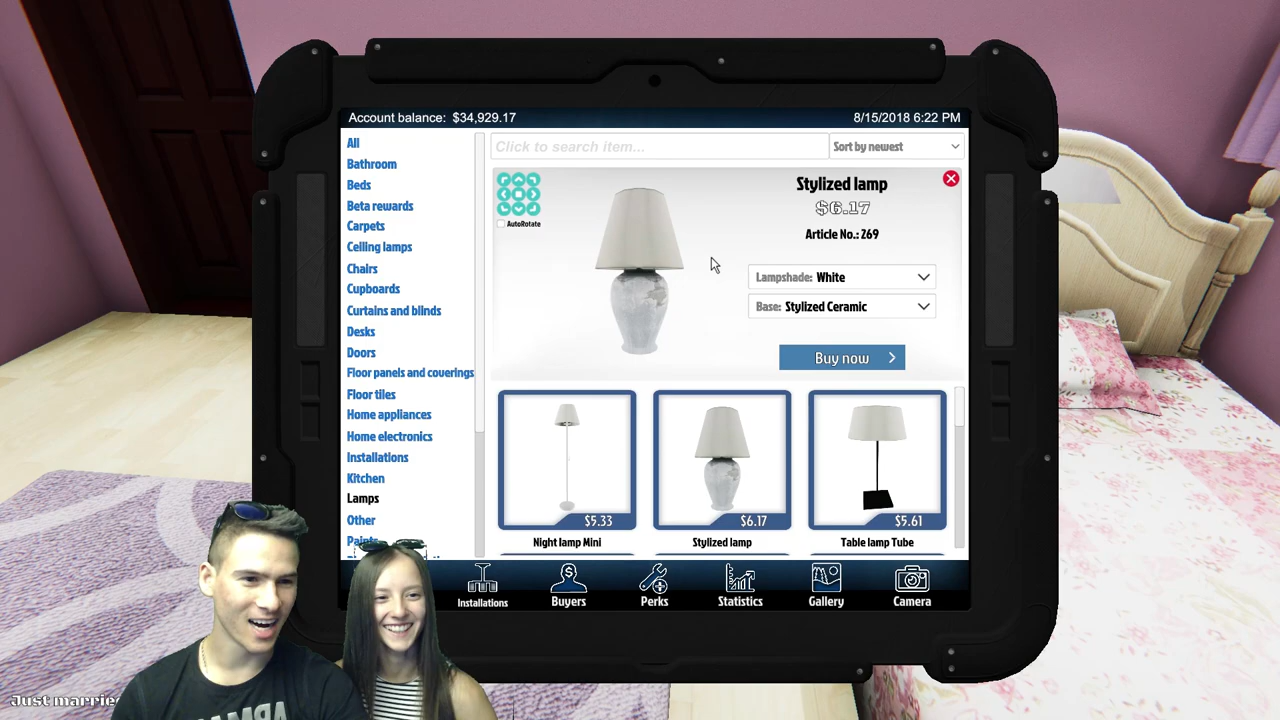 Account balance: $34,929.17
8/15/2018 6:22 PM
All
Bathroom
Beds
Beta rewards
Carpets
Ceiling lamps
Chairs
Cupboards
Curtains and blinds
Desks
Doors
Floor panels and coverings
Floor tiles
Home appliances
Home electronics
Installations
Kitchen
Lamps
Other
Click to search item...
Sort by newest
AutoRotate
Stylized lamp
$6.17
Article No.: 269
Lampshade: White
Base: Stylized Ceramic
Buy now
$5.33
$6.17
$5.61
Night lamp Mini
Stylized lamp
Table lamp Tube
Installations
Buyers
Perks
Statistics
Gallery
Camera
Just